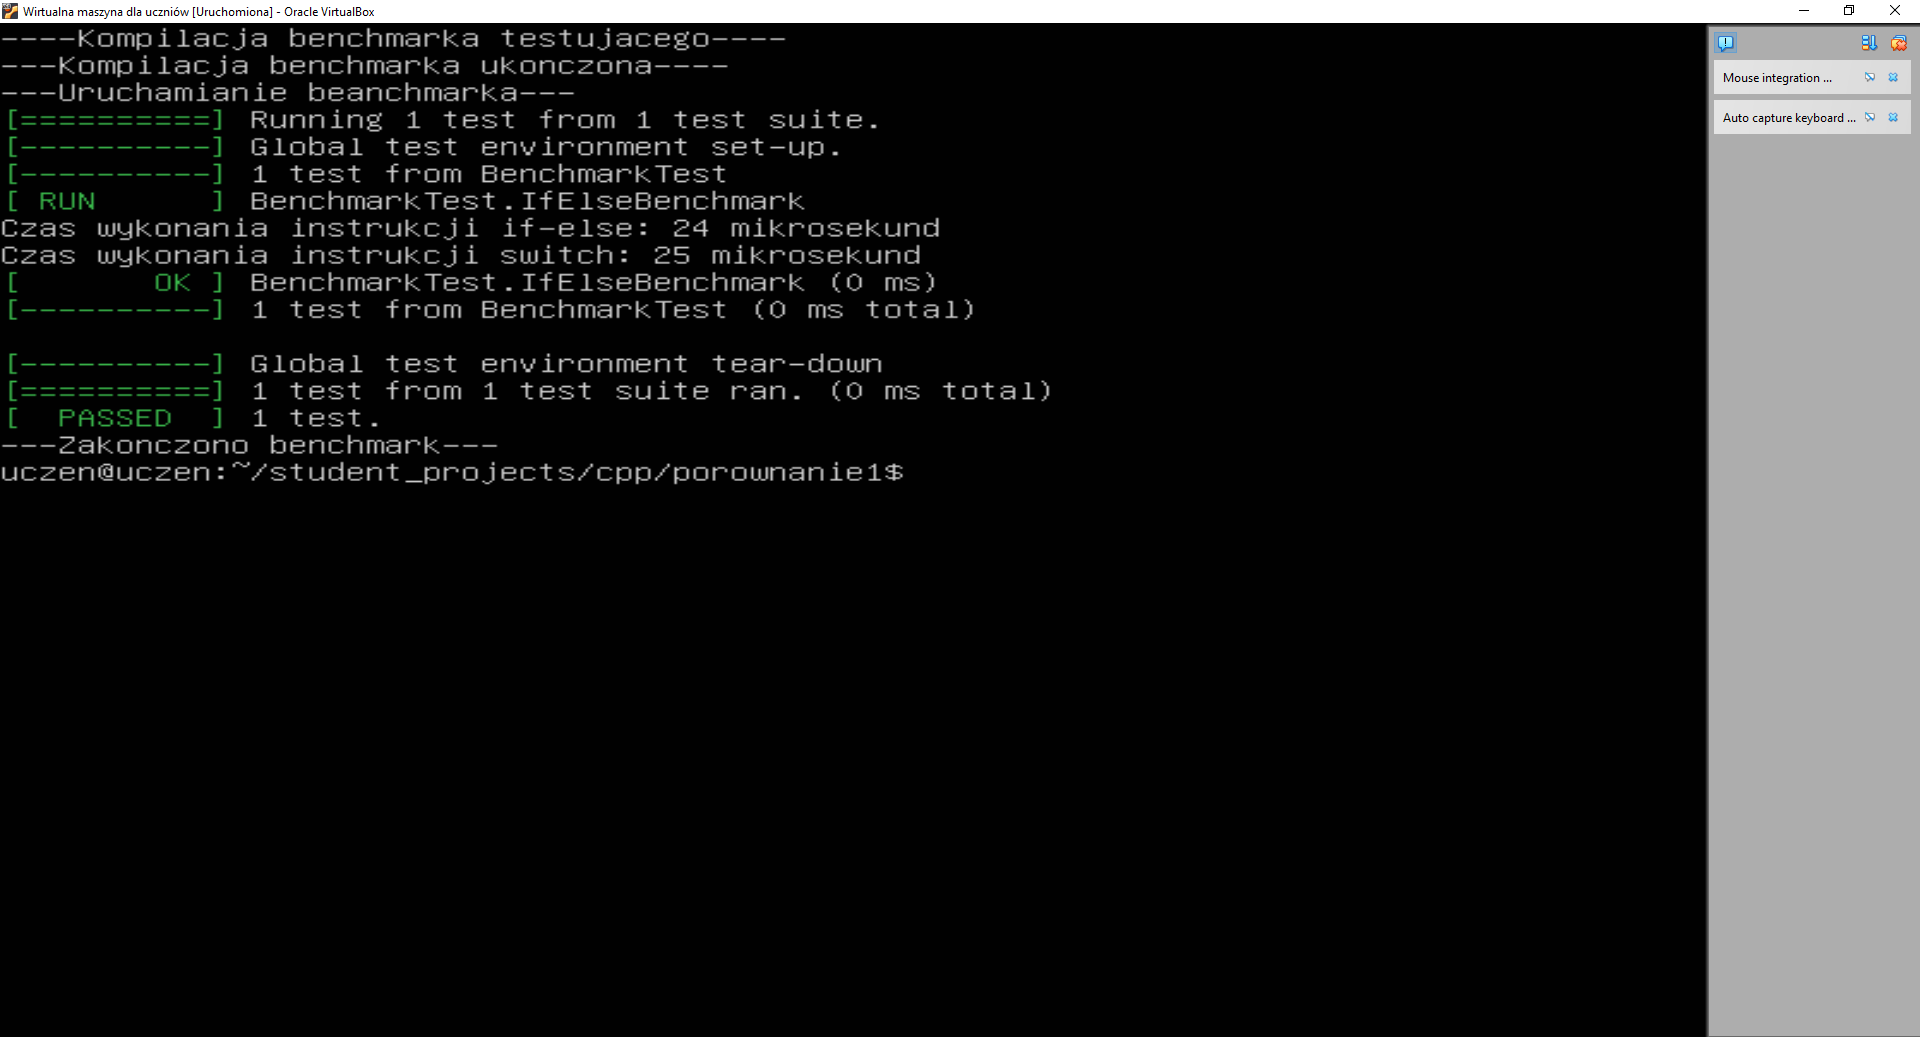 Wirtualna maszyna dla uczniów [Uruchomiona] - Oracle VirtualBox
----Kompilacja benchmarka testujacego----
---Kompilacja benchmarka ukonczona----
---Uruchamianie beanchmarka---
[==========] Running 1 test from 1 test suite.
[----------] Global test environment set-up.
[----------] 1 test from BenchmarkTest
[ RUN      ] BenchmarkTest.IfElseBenchmark
Czas wykonania instrukcji if-else: 24 mikrosekund
Czas wykonania instrukcji switch: 25 mikrosekund
[       OK ] BenchmarkTest.IfElseBenchmark (0 ms)
[----------] 1 test from BenchmarkTest (0 ms total)
[----------] Global test environment tear-down
[==========] 1 test from 1 test suite ran. (0 ms total)
[  PASSED  ] 1 test.
---Zakonczono benchmark---
uczen@uczen:~/student_projects/cpp/porownanie1$
Mouse integration ...
Auto capture keyboard ...